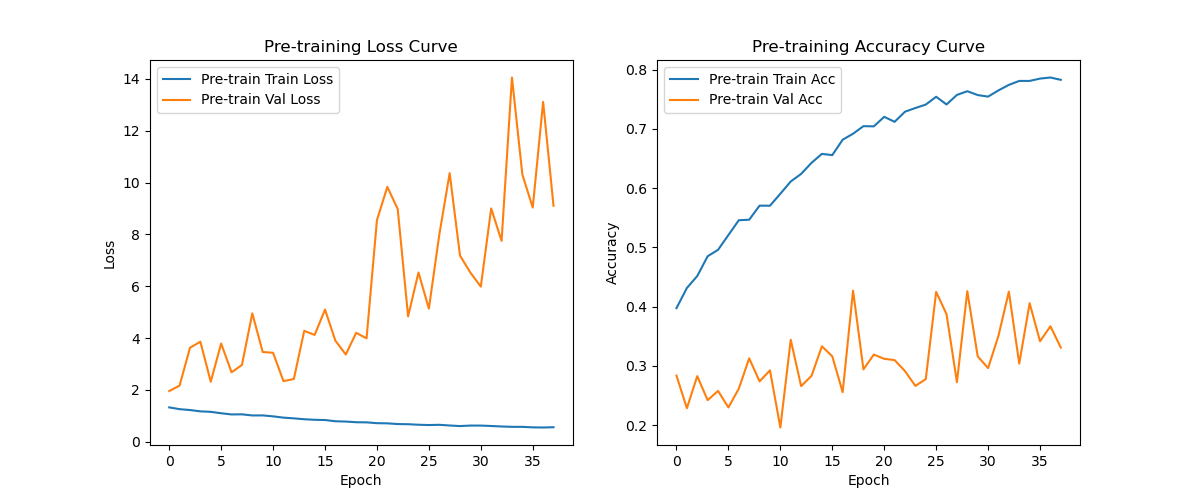 Pre-training Loss Curve
Pre-train Train Loss
Pre-train Val Loss
Loss
14
12
10
8
6
4
2
0
0 5 10 15 20 25 30 35
Epoch
Pre-training Accuracy Curve
Pre-train Train Acc
Pre-train Val Acc
Accuracy
0.8
0.7
0.6
0.5
0.4
0.3
0.2
0 5 10 15 20 25 30 35
Epoch